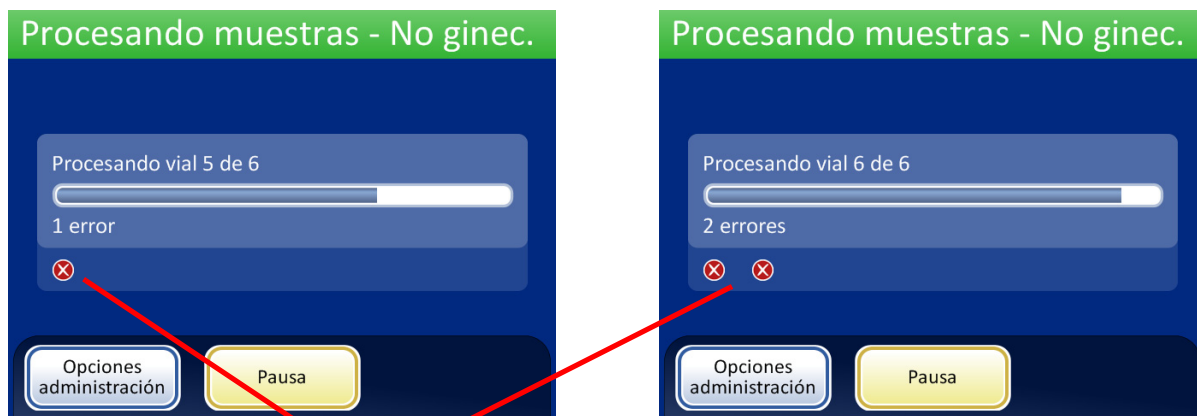 Procesando muestras - No ginec.
Procesando vial 5 de 6
1 error
Opciones
administración
Pausa
Procesando muestras - No ginec.
Procesando vial 6 de 6
2 errores
Opciones
administración
Pausa